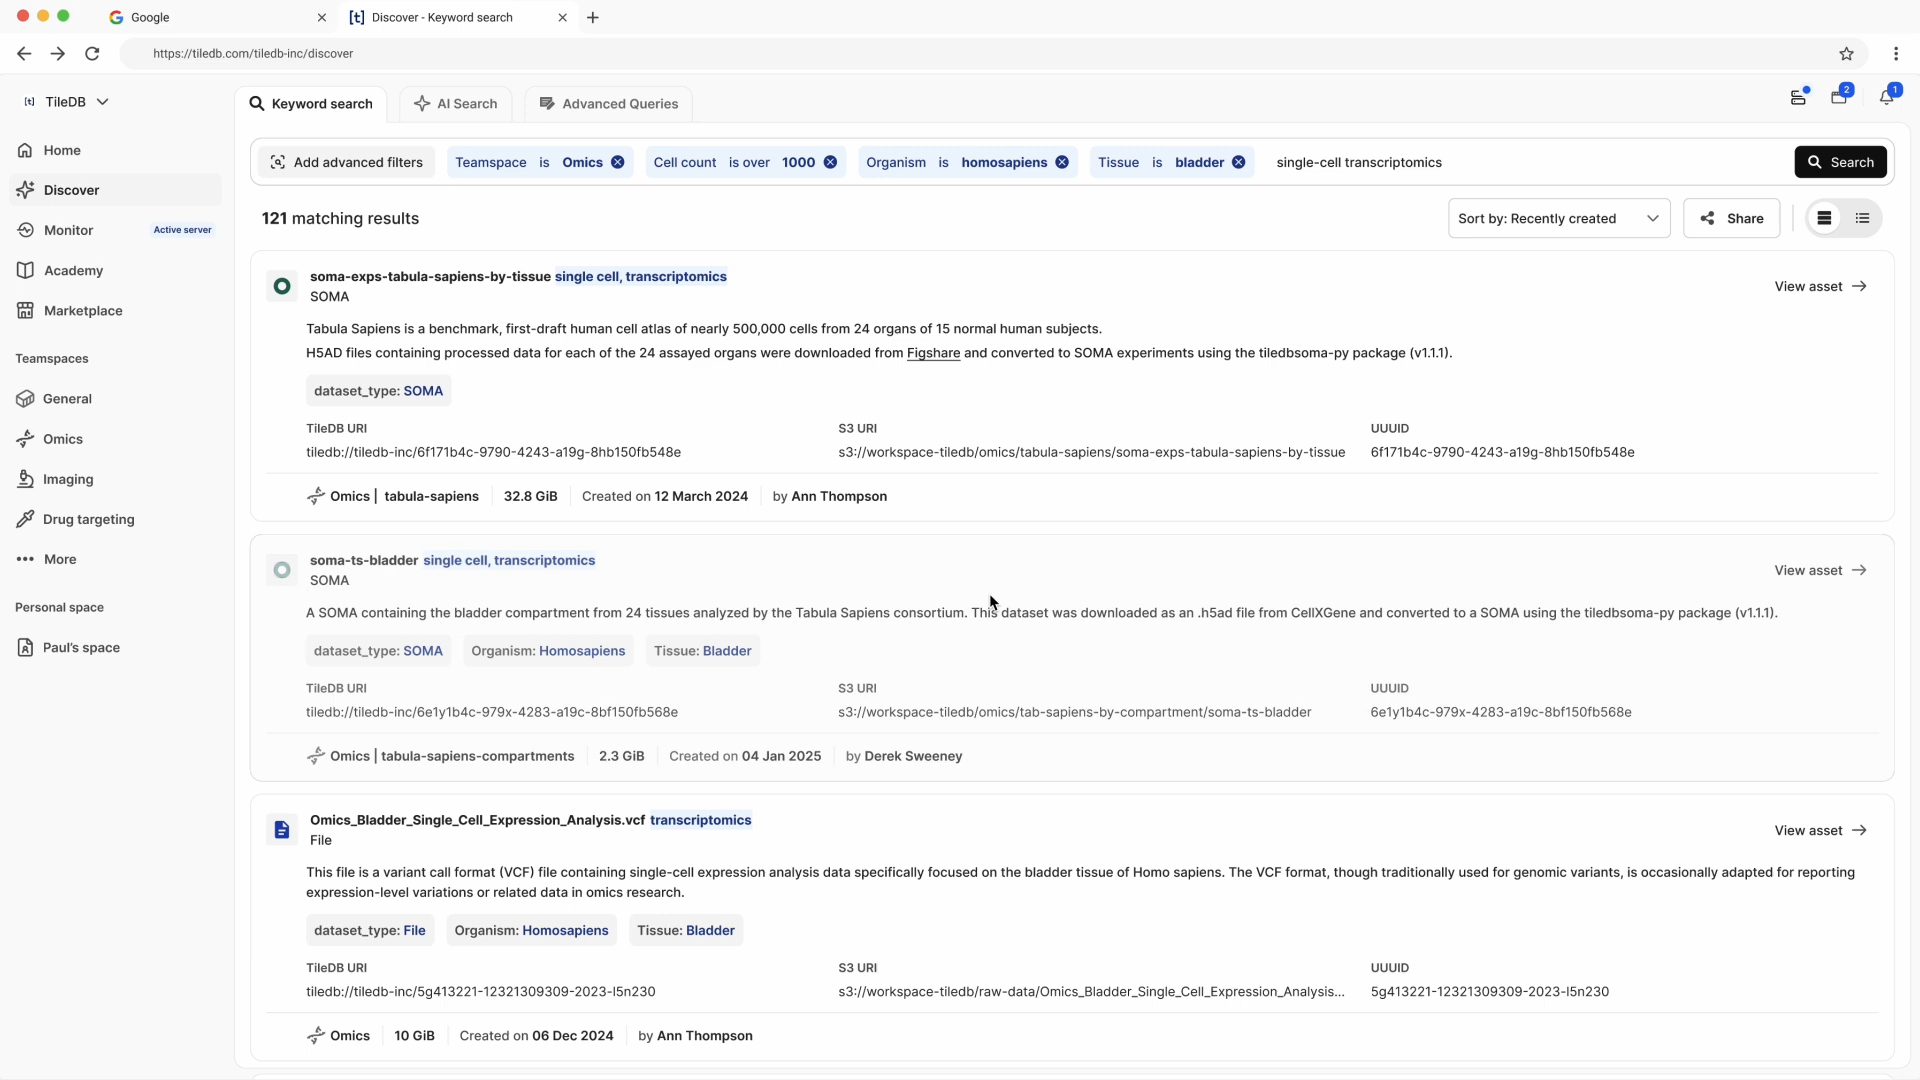 Google
[t] Discover - Keyword search
https://tiledb.com/tiledb-inc/discover
[t] TileDB
Keyword search
AI Search
Advanced Queries
2
1
Home
Discover
Monitor Active server
Academy
Marketplace
Teamspaces
General
Omics
Imaging
Drug targeting
More
Personal space
Paul's space
Add advanced filters
Teamspace is Omics
Cell count is over 1000
Organism is homosapiens
Tissue is bladder
single-cell transcriptomics
Search
121 matching results
Sort by: Recently created
Share
soma-exps-tabula-sapiens-by-tissue single cell, transcriptomics
SOMA
View asset
Tabula Sapiens is a benchmark, first-draft human cell atlas of nearly 500,000 cells from 24 organs of 15 normal human subjects.
H5AD files containing processed data for each of the 24 assayed organs were downloaded from Figshare and converted to SOMA experiments using the tiledbsoma-py package (v1.1.1).
dataset_type: SOMA
TileDB URI S3 URI UUUID
tiledb://tiledb-inc/6f171b4c-9790-4243-a19g-8hb150fb548e s3://workspace-tiledb/omics/tabula-sapiens/soma-exps-tabula-sapiens-by-tissue 6f171b4c-9790-4243-a19g-8hb150fb548e
Omics | tabula-sapiens 32.8 GiB Created on 12 March 2024 by Ann Thompson
soma-ts-bladder single cell, transcriptomics
SOMA
View asset
A SOMA containing the bladder compartment from 24 tissues analyzed by the Tabula Sapiens consortium. This dataset was downloaded as an .h5ad file from CellXGene and converted to a SOMA using the tiledbsoma-py package (v1.1.1).
dataset_type: SOMA Organism: Homosapiens Tissue: Bladder
TileDB URI S3 URI UUUID
tiledb://tiledb-inc/6e1y1b4c-979x-4283-a19c-8bf150fb568e s3://workspace-tiledb/omics/tab-sapiens-by-compartment/soma-ts-bladder 6e1y1b4c-979x-4283-a19c-8bf150fb568e
Omics | tabula-sapiens-compartments 2.3 GiB Created on 04 Jan 2025 by Derek Sweeney
Omics_Bladder_Single_Cell_Expression_Analysis.vcf transcriptomics
File
View asset
This file is a variant call format (VCF) file containing single-cell expression analysis data specifically focused on the bladder tissue of Homo sapiens. The VCF format, though traditionally used for genomic variants, is occasionally adapted for reporting
expression-level variations or related data in omics research.
dataset_type: File Organism: Homosapiens Tissue: Bladder
TileDB URI S3 URI UUUID
tiledb://tiledb-inc/5g413221-12321309309-2023-l5n230 s3://workspace-tiledb/raw-data/Omics_Bladder_Single_Cell_Expression_Analysis... 5g413221-12321309309-2023-l5n230
Omics 10 GiB Created on 06 Dec 2024 by Ann Thompson